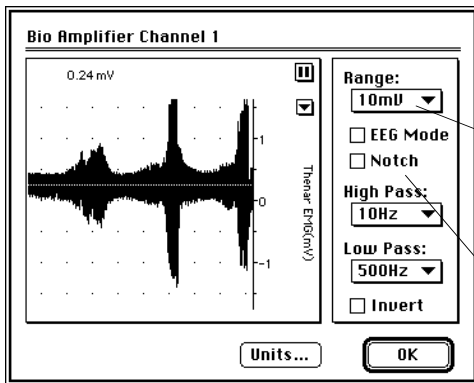 Bio Amplifier Channel 1
0.24 mV
1
0
-1
Thenar EMG(mV)
Range:
10mV
EEG Mode
Notch
High Pass:
10Hz
Low Pass:
500Hz
Invert
Units...
OK